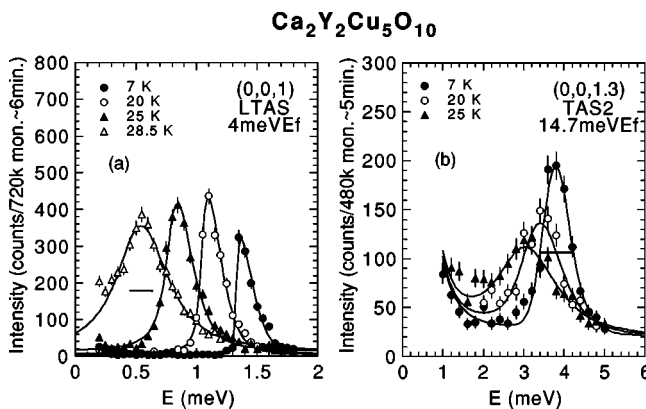 Ca2Y2Cu5O10
800
700
600
500
400
300
200
100
0
Intensity (counts/720k mon.~6min.)
7 K
20 K
25 K
28.5 K
(0,0,1)
LTAS
4meVEf
(a)
0 0.5 1 1.5 2
E (meV)
300
250
200
150
100
50
0
Intensity (counts/480k mon.~5min.)
7 K
20 K
25 K
(0,0,1.3)
TAS2
14.7meVEf
(b)
0 1 2 3 4 5 6
E (meV)